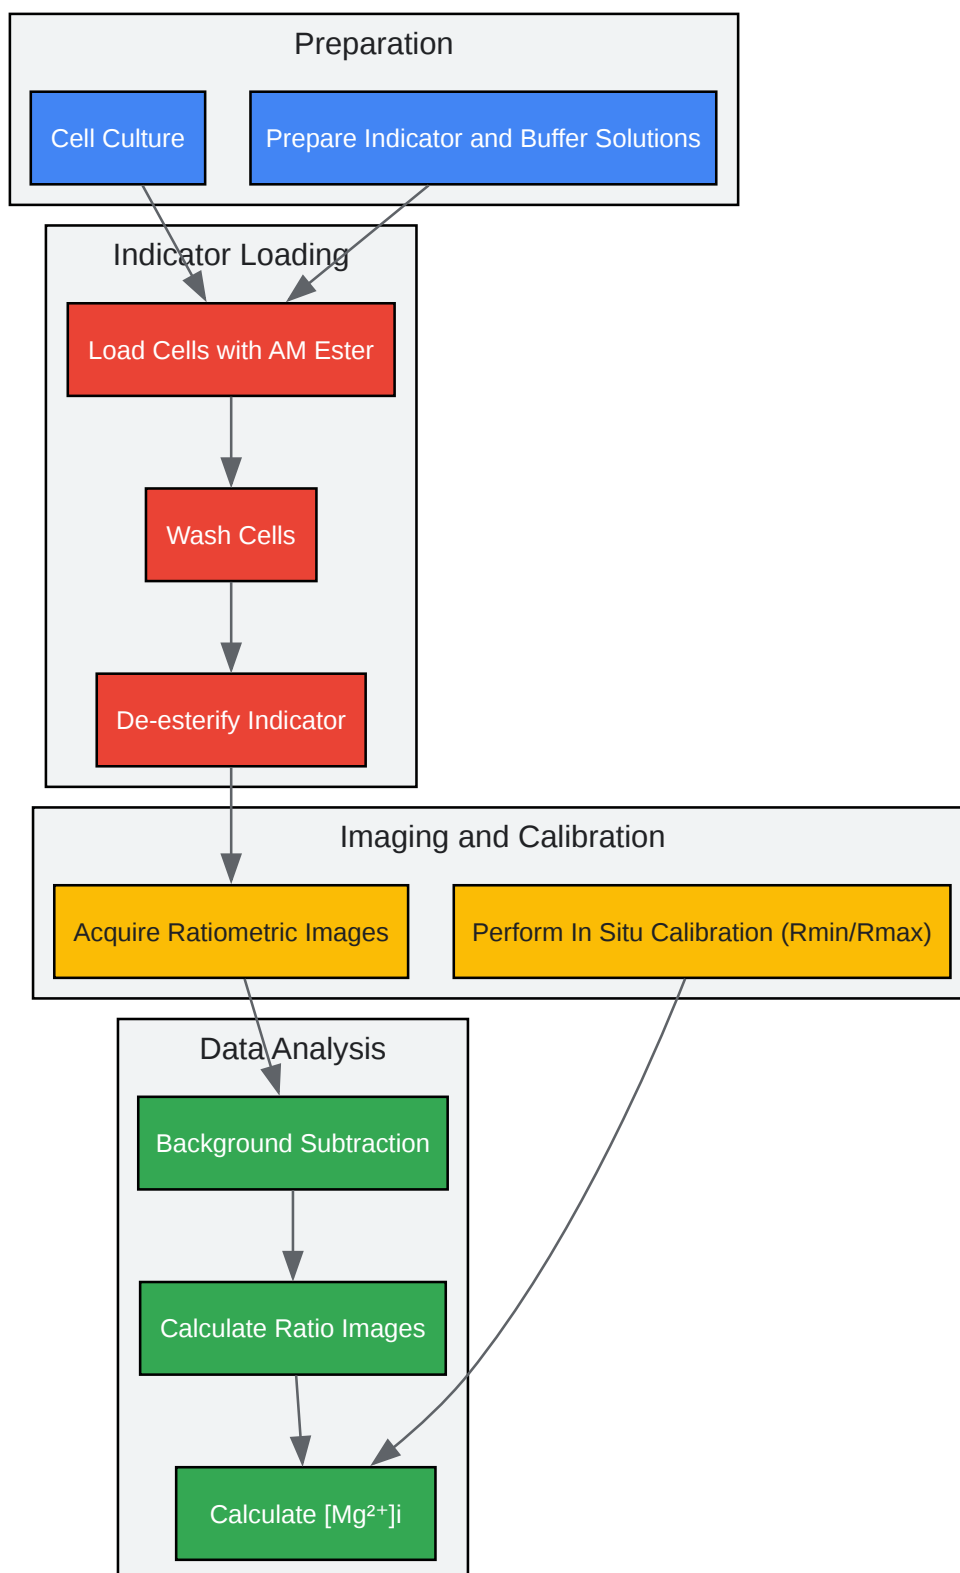 Preparation
Cell Culture
Prepare Indicator and Buffer Solutions
Indicator Loading
Load Cells with AM Ester
Wash Cells
De-esterify Indicator
Imaging and Calibration
Acquire Ratiometric Images
Perform In Situ Calibration (Rmin/Rmax)
Data Analysis
Background Subtraction
Calculate Ratio Images
Calculate [Mg²⁺]i